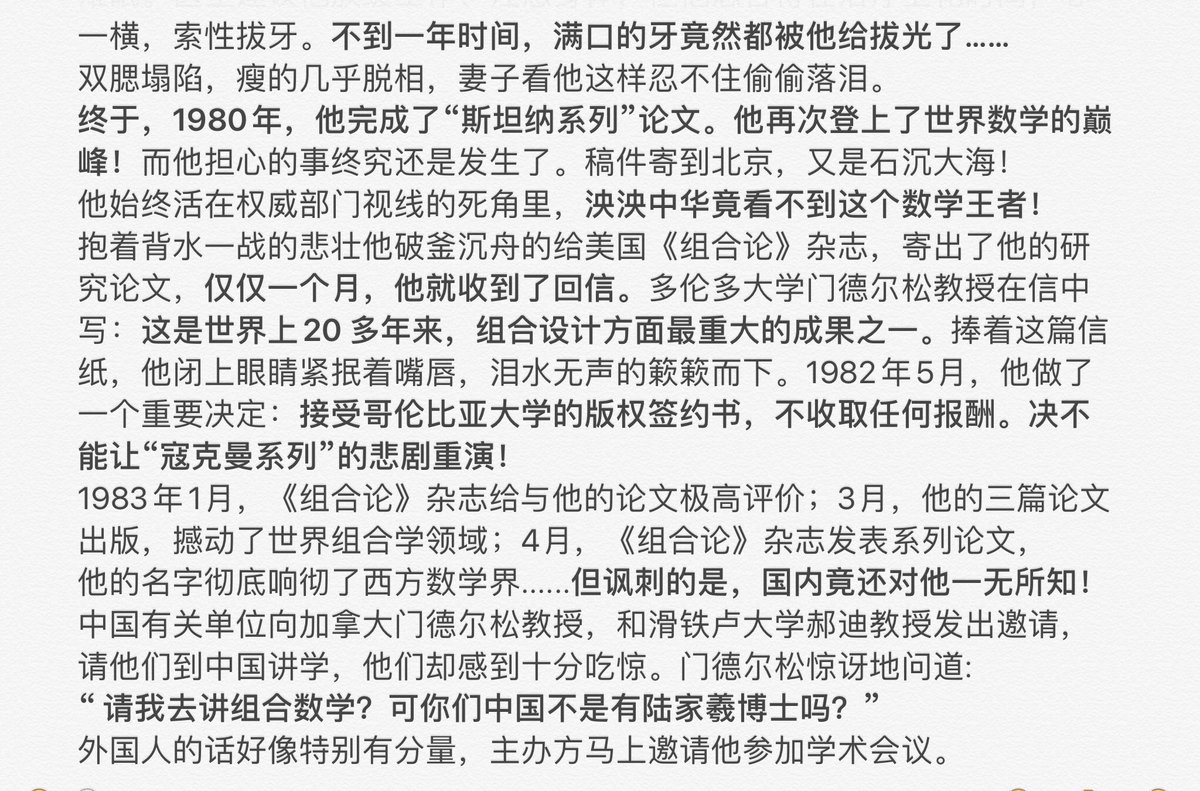 一横，索性拔牙。不到一年时间，满口的牙竟然都被他给拔光了……
双腮塌陷，瘦的几乎脱相，妻子看他这样忍不住偷偷落泪。
终于，1980年，他完成了“斯坦纳系列”论文。他再次登上了世界数学的巅
峰！而他担心的事终究还是发生了。稿件寄到北京，又是石沉大海！
他始终活在权威部门视线的死角里，泱泱中华竟看不到这个数学王者！
抱着背水一战的悲壮他破釜沉舟的给美国《组合论》杂志，寄出了他的研
究论文，仅仅一个月，他就收到了回信。多伦多大学门德尔松教授在信中
写：这是世界上20多年来，组合设计方面最重大的成果之一。捧着这篇信
纸，他闭上眼睛紧抿着嘴唇，泪水无声的簌簌而下。1982年5月，他做了
一个重要决定：接受哥伦比亚大学的版权签约书，不收取任何报酬。决不
能让“寇克曼系列”的悲剧重演！
1983年1月，《组合论》杂志给与他的论文极高评价；3月，他的三篇论文
出版，撼动了世界组合学领域；4月，《组合论》杂志发表系列论文，
他的名字彻底响彻了西方数学界……但讽刺的是，国内竟还对他一无所知！
中国有关单位向加拿大门德尔松教授，和滑铁卢大学郝迪教授发出邀请，
请他们到中国讲学，他们却感到十分吃惊。门德尔松惊讶地问道:
“请我去讲组合数学？可你们中国不是有陆家羲博士吗？”
外国人的话好像特别有分量，主办方马上邀请他参加学术会议。